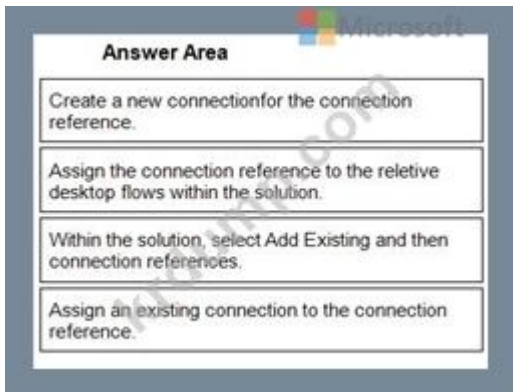 Microsoft
Answer Area
Create a new connectionfor the connection
reference.
Assign the connection reference to the reletive
desktop flows within the solution.
Within the solution, select Add Existing and then
connection references.
Assign an existing connection to the connection
reference.
krdump.com